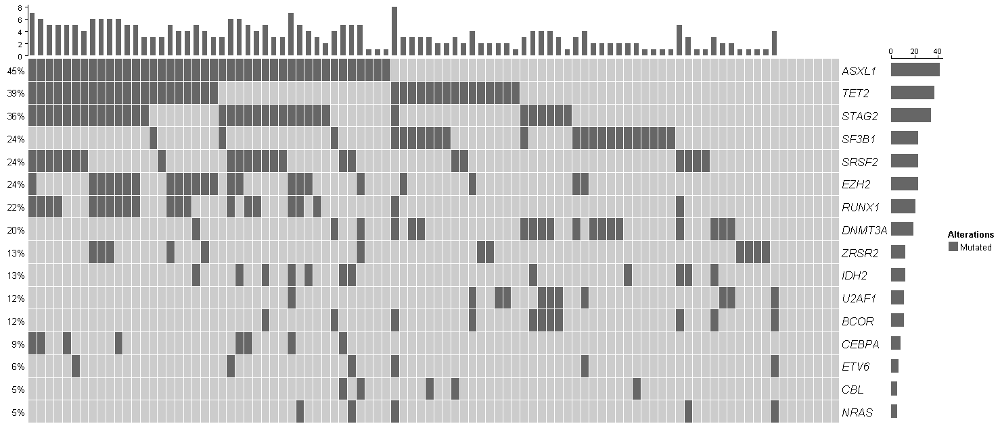 8
6
4
2
0
0 20 40
45% ASXL1
39% TET2
36% STAG2
24% SF3B1
24% SRSF2
24% EZH2
22% RUNX1
20% DNMT3A
Alterations
Mutated
13% ZRSR2
13% IDH2
12% U2AF1
12% BCOR
9% CEBPA
6% ETV6
5% CBL
5% NRAS